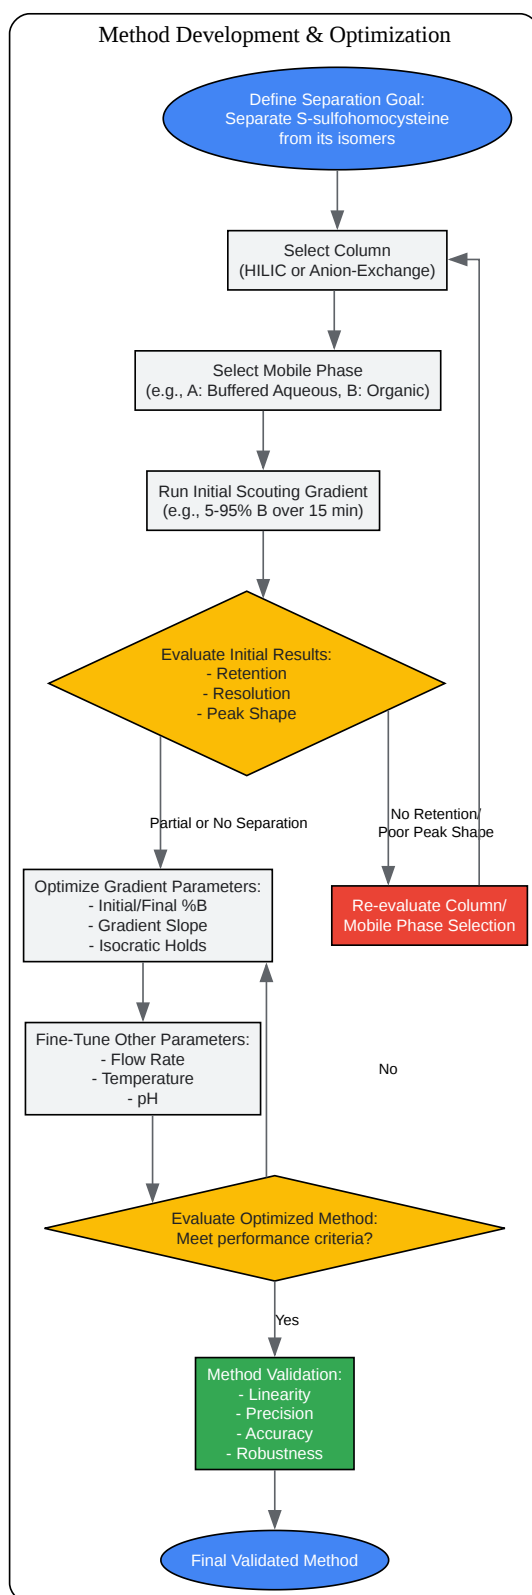 Method Development & Optimization
Define Separation Goal:
Separate S-sulfohomocysteine
from its isomers
Select Column
(HILIC or Anion-Exchange)
Select Mobile Phase
(e.g., A: Buffered Aqueous, B: Organic)
Run Initial Scouting Gradient
(e.g., 5-95% B over 15 min)
Evaluate Initial Results:
- Retention
- Resolution
- Peak Shape
Partial or No Separation
No Retention/
Poor Peak Shape
Optimize Gradient Parameters:
- Initial/Final %B
- Gradient Slope
- Isocratic Holds
Re-evaluate Column/
Mobile Phase Selection
Fine-Tune Other Parameters:
- Flow Rate
- Temperature
- pH
No
Evaluate Optimized Method:
Meet performance criteria?
Yes
Method Validation:
- Linearity
- Precision
- Accuracy
- Robustness
Final Validated Method